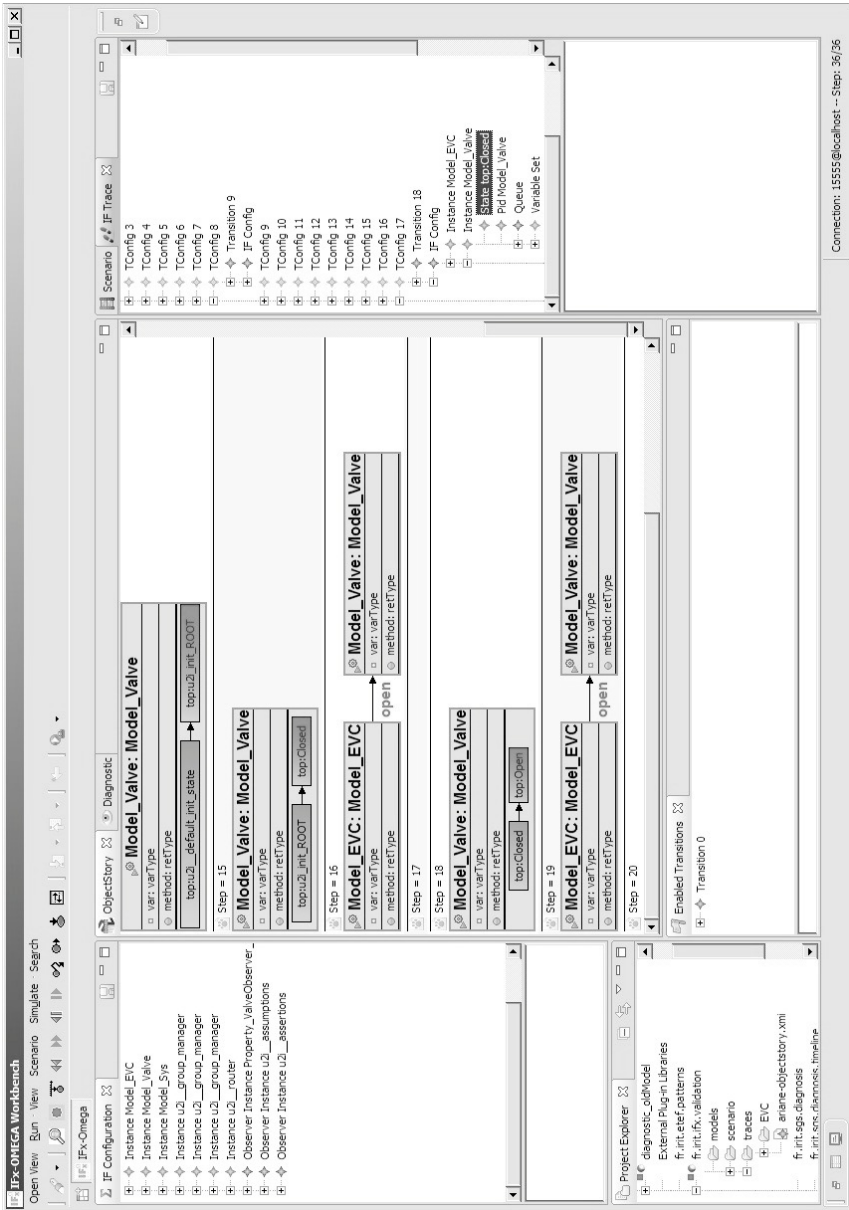 IFx-OMEGA Workbench
Open View Run View Scenario Simulate Search
IFx-Omega
IF Configuration
Instance Model_EVC
Instance Model_Valve
Instance Model_Sys
Instance u2i__group_manager
Instance u2i__group_manager
Instance u2i__group_manager
Instance u2i__router
Observer Instance Property_ValveObserver_
Observer Instance u2i__assumptions
Observer Instance u2i__assertions
Project Explorer
diagnostic_oldModel
External Plug-in Libraries
fr.irit.etef.patterns
fr.irit.ifx.validation
models
scenario
traces
EVC
ariane-objectstory.xmi
fr.irit.sgs.diagnosis
fr.irit.sgs.diagnosis.timeline
ObjectStory
Diagnostic
Model_Valve: Model_Valve
var: varType
method: retType
top:u2i__default_init_state
top:u2i_init_ROOT
Step = 15
Model_Valve: Model_Valve
var: varType
method: retType
top:u2i_init_ROOT
top:Closed
Step = 16
Model_EVC: Model_EVC
var: varType
method: retType
open
Model_Valve: Model_Valve
var: varType
method: retType
Step = 17
Step = 18
Model_Valve: Model_Valve
var: varType
method: retType
top:Closed
top:Open
Step = 19
Model_EVC: Model_EVC
var: varType
method: retType
open
Model_Valve: Model_Valve
var: varType
method: retType
Step = 20
Enabled Transitions
Transition 0
Scenario
IF Trace
TConfig 3
TConfig 4
TConfig 5
TConfig 6
TConfig 7
TConfig 8
Transition 9
IF Config
TConfig 9
TConfig 10
TConfig 11
TConfig 12
TConfig 13
TConfig 14
TConfig 15
TConfig 16
TConfig 17
Transition 18
IF Config
Instance Model_EVC
Instance Model_Valve
State top:Closed
Pid Model_Valve
Queue
Variable Set
Connection: 15555@localhost -- Step: 36/36